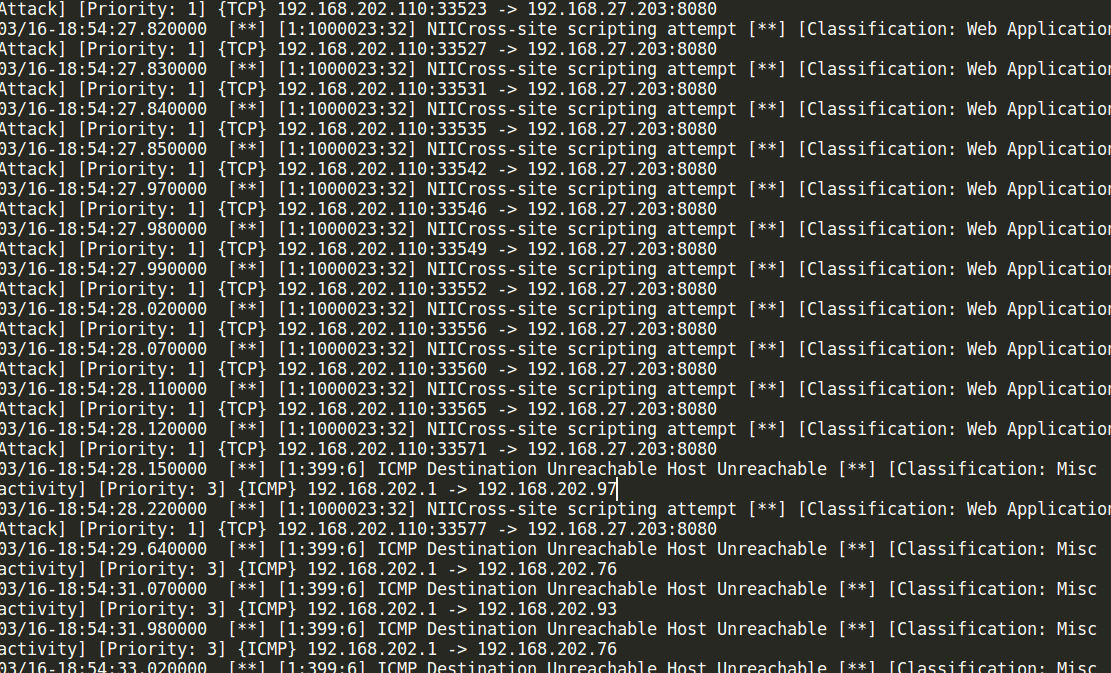 Attack] [Priority: 1] {TCP} 192.168.202.110:33523 -> 192.168.27.203:8080
03/16-18:54:27.820000  [**] [1:1000023:32] NIICross-site scripting attempt [**] [Classification: Web Application
Attack] [Priority: 1] {TCP} 192.168.202.110:33527 -> 192.168.27.203:8080
03/16-18:54:27.830000  [**] [1:1000023:32] NIICross-site scripting attempt [**] [Classification: Web Application
Attack] [Priority: 1] {TCP} 192.168.202.110:33531 -> 192.168.27.203:8080
03/16-18:54:27.840000  [**] [1:1000023:32] NIICross-site scripting attempt [**] [Classification: Web Application
Attack] [Priority: 1] {TCP} 192.168.202.110:33535 -> 192.168.27.203:8080
03/16-18:54:27.850000  [**] [1:1000023:32] NIICross-site scripting attempt [**] [Classification: Web Application
Attack] [Priority: 1] {TCP} 192.168.202.110:33542 -> 192.168.27.203:8080
03/16-18:54:27.970000  [**] [1:1000023:32] NIICross-site scripting attempt [**] [Classification: Web Application
Attack] [Priority: 1] {TCP} 192.168.202.110:33546 -> 192.168.27.203:8080
03/16-18:54:27.980000  [**] [1:1000023:32] NIICross-site scripting attempt [**] [Classification: Web Application
Attack] [Priority: 1] {TCP} 192.168.202.110:33549 -> 192.168.27.203:8080
03/16-18:54:27.990000  [**] [1:1000023:32] NIICross-site scripting attempt [**] [Classification: Web Application
Attack] [Priority: 1] {TCP} 192.168.202.110:33552 -> 192.168.27.203:8080
03/16-18:54:28.020000  [**] [1:1000023:32] NIICross-site scripting attempt [**] [Classification: Web Application
Attack] [Priority: 1] {TCP} 192.168.202.110:33556 -> 192.168.27.203:8080
03/16-18:54:28.070000  [**] [1:1000023:32] NIICross-site scripting attempt [**] [Classification: Web Application
Attack] [Priority: 1] {TCP} 192.168.202.110:33560 -> 192.168.27.203:8080
03/16-18:54:28.110000  [**] [1:1000023:32] NIICross-site scripting attempt [**] [Classification: Web Application
Attack] [Priority: 1] {TCP} 192.168.202.110:33565 -> 192.168.27.203:8080
03/16-18:54:28.120000  [**] [1:1000023:32] NIICross-site scripting attempt [**] [Classification: Web Application
Attack] [Priority: 1] {TCP} 192.168.202.110:33571 -> 192.168.27.203:8080
03/16-18:54:28.150000  [**] [1:399:6] ICMP Destination Unreachable Host Unreachable [**] [Classification: Misc
activity] [Priority: 3] {ICMP} 192.168.202.1 -> 192.168.202.97
03/16-18:54:28.220000  [**] [1:1000023:32] NIICross-site scripting attempt [**] [Classification: Web Application
Attack] [Priority: 1] {TCP} 192.168.202.110:33577 -> 192.168.27.203:8080
03/16-18:54:29.640000  [**] [1:399:6] ICMP Destination Unreachable Host Unreachable [**] [Classification: Misc
activity] [Priority: 3] {ICMP} 192.168.202.1 -> 192.168.202.76
03/16-18:54:31.070000  [**] [1:399:6] ICMP Destination Unreachable Host Unreachable [**] [Classification: Misc
activity] [Priority: 3] {ICMP} 192.168.202.1 -> 192.168.202.93
03/16-18:54:31.980000  [**] [1:399:6] ICMP Destination Unreachable Host Unreachable [**] [Classification: Misc
activity] [Priority: 3] {ICMP} 192.168.202.1 -> 192.168.202.76
03/16-18:54:33.020000  [**] [1:399:6] ICMP Destination Unreachable Host Unreachable [**] [Classification: Misc